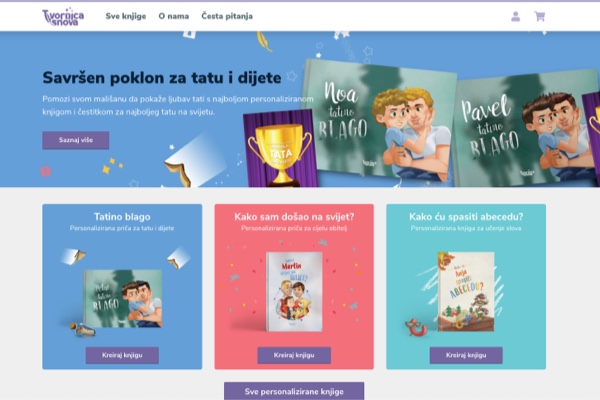 Tvornica
snova
Sve knjige
O nama
Česta pitanja
Savršen poklon za tatu i dijete
Pomozi svom mališanu da pokaže ljubav tati s najboljom personaliziranom
knjigom i čestitkom za najboljeg tatu na svijetu.
Saznaj više
TATA
Noa
tatino
BLAGO
Pavel
tatino
BLAGO
Tatino blago
Personalizirana priča za tatu i dijete
BLAGO
Kreiraj knjigu
Kako sam došao na svijet?
Personalizirana priča za cijelu obitelj
Martin
Kreiraj knjigu
Kako ću spasiti abecedu?
Personalizirana knjiga za učenje slova
ABECEDU?
Kreiraj knjigu
Sve personalizirane knjige